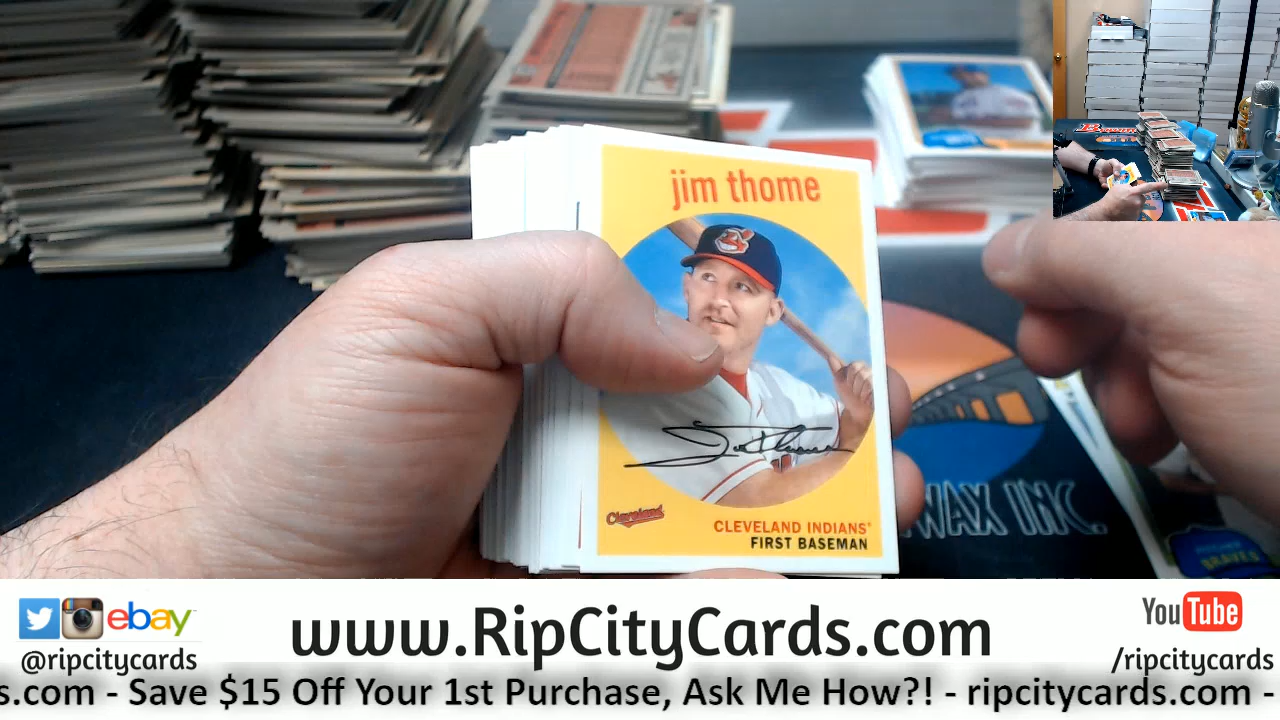 jim thome
Cleveland
CLEVELAND INDIANS'
FIRST BASEMAN
WAX INC.
BRAVES
ebay
@ripcitycards
www.RipCityCards.com
YouTube
/ripcitycards
s.com - Save $15 Off Your 1st Purchase, Ask Me How?! - ripcitycards.com -